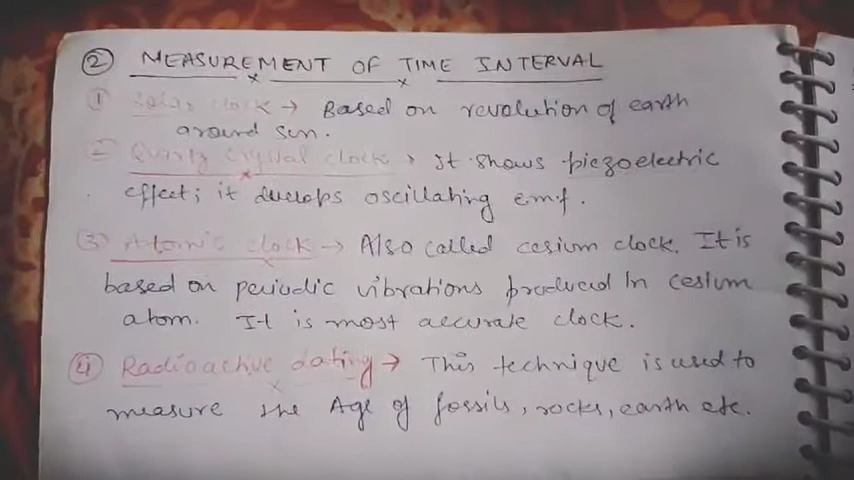 ② MEASUREMENT OF TIME INTERVAL
① Solar clock → Based on revolution of earth
around sun.
② Quartz crystal clock → It shows piezoelectric
effect; it develops oscillating e.m.f.
③ Atomic clock → Also called cesium clock. It is
based on periodic vibrations produced in cesium
atom. It is most accurate clock.
④ Radioactive dating → This technique is used to
measure the Age of fossils, rocks, earth etc.